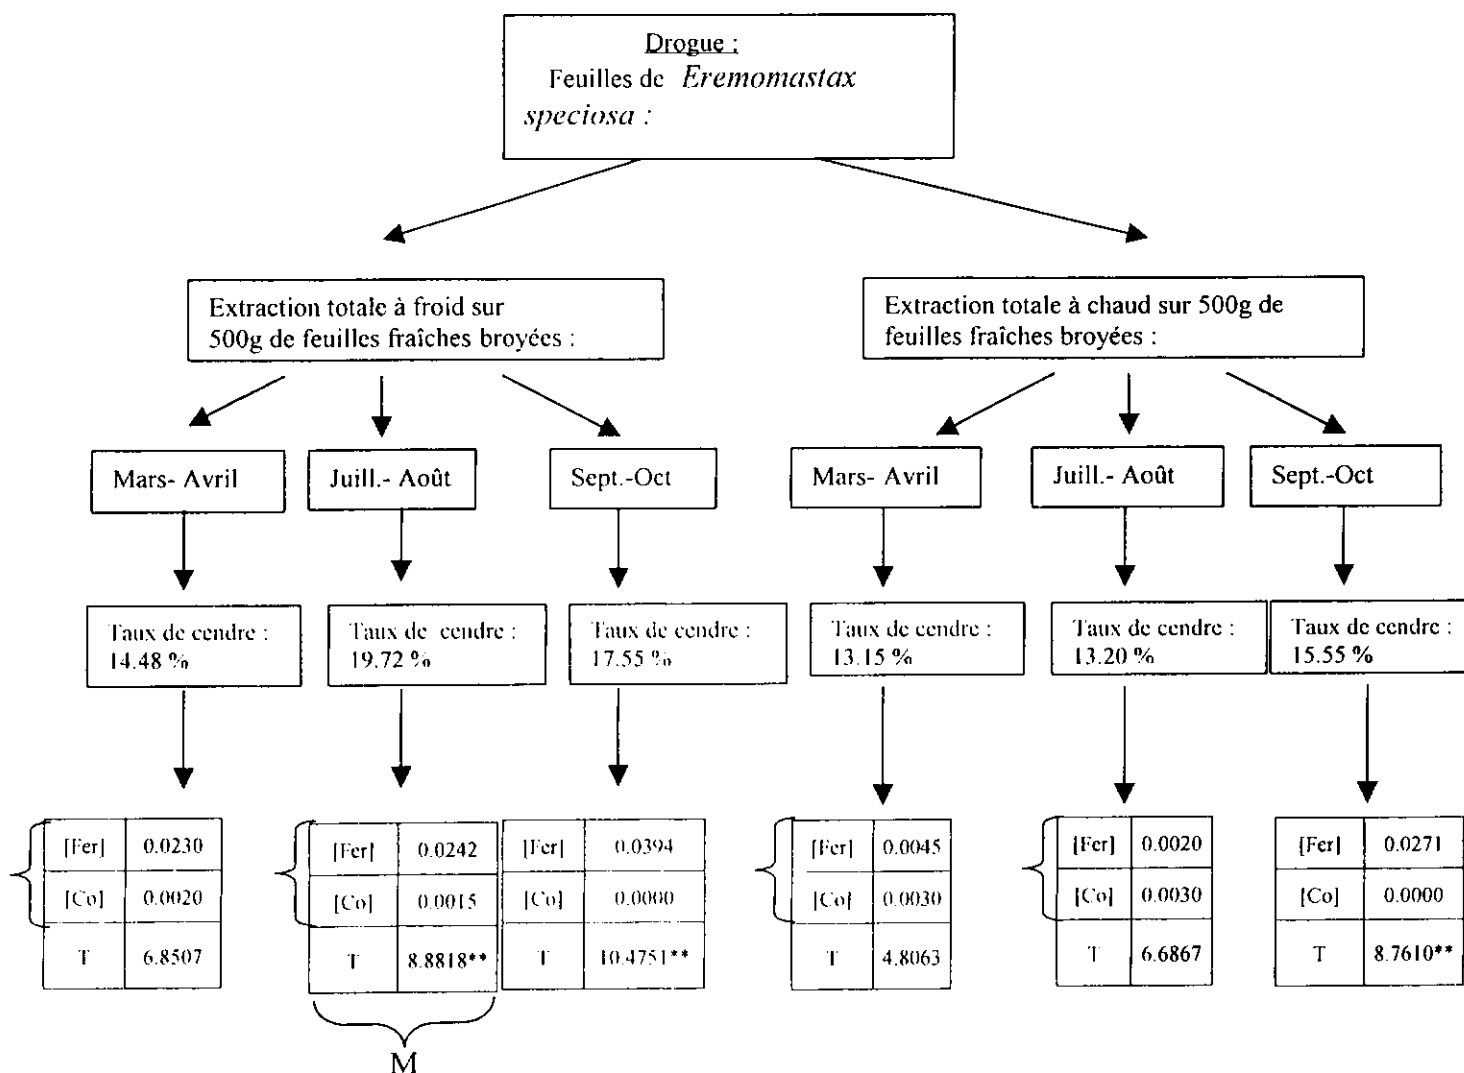 Drogue :
Feuilles de Eremomastax
speciosa :
Extraction totale à froid sur
500g de feuilles fraîches broyées :
Extraction totale à chaud sur 500g de
feuilles fraîches broyées :
Mars- Avril
Juill.- Août
Sept.-Oct
Mars- Avril
Juill.- Août
Sept.-Oct
Taux de cendre :
14.48 %
Taux de cendre :
19.72 %
Taux de cendre :
17.55 %
Taux de cendre :
13.15 %
Taux de cendre :
13.20 %
Taux de cendre :
15.55 %
[Fer] 0.0230
[Co] 0.0020
T 6.8507
[Fer] 0.0242
[Co] 0.0015
T 8.8818**
[Fer] 0.0394
[Co] 0.0000
T 10.4751**
[Fer] 0.0045
[Co] 0.0030
T 4.8063
[Fer] 0.0020
[Co] 0.0030
T 6.6867
[Fer] 0.0271
[Co] 0.0000
T 8.7610**
M